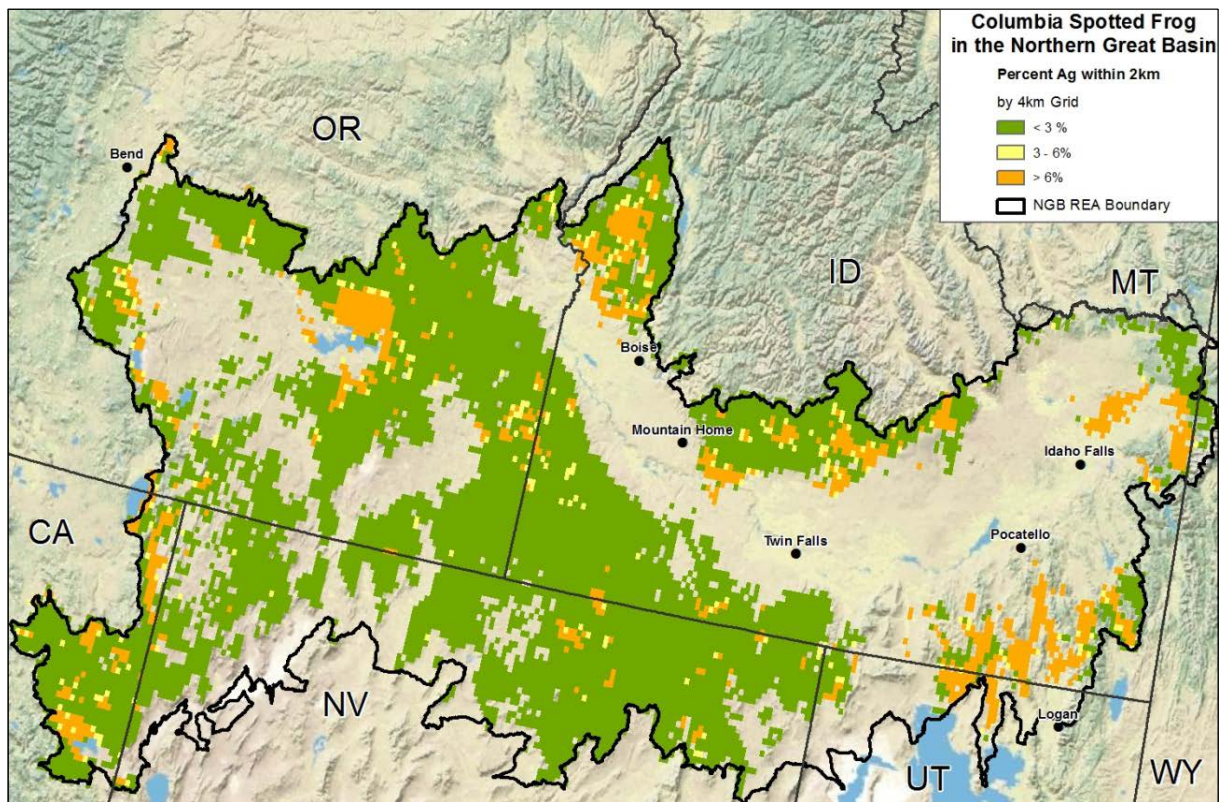 Columbia Spotted Frog
in the Northern Great Basin
Percent Ag within 2km
by 4km Grid
< 3 %
3 - 6%
> 6%
NGB REA Boundary
OR
Bend
ID
MT
Boise
Mountain Home
Idaho Falls
CA
Twin Falls
Pocatello
NV
Logan
UT
WY